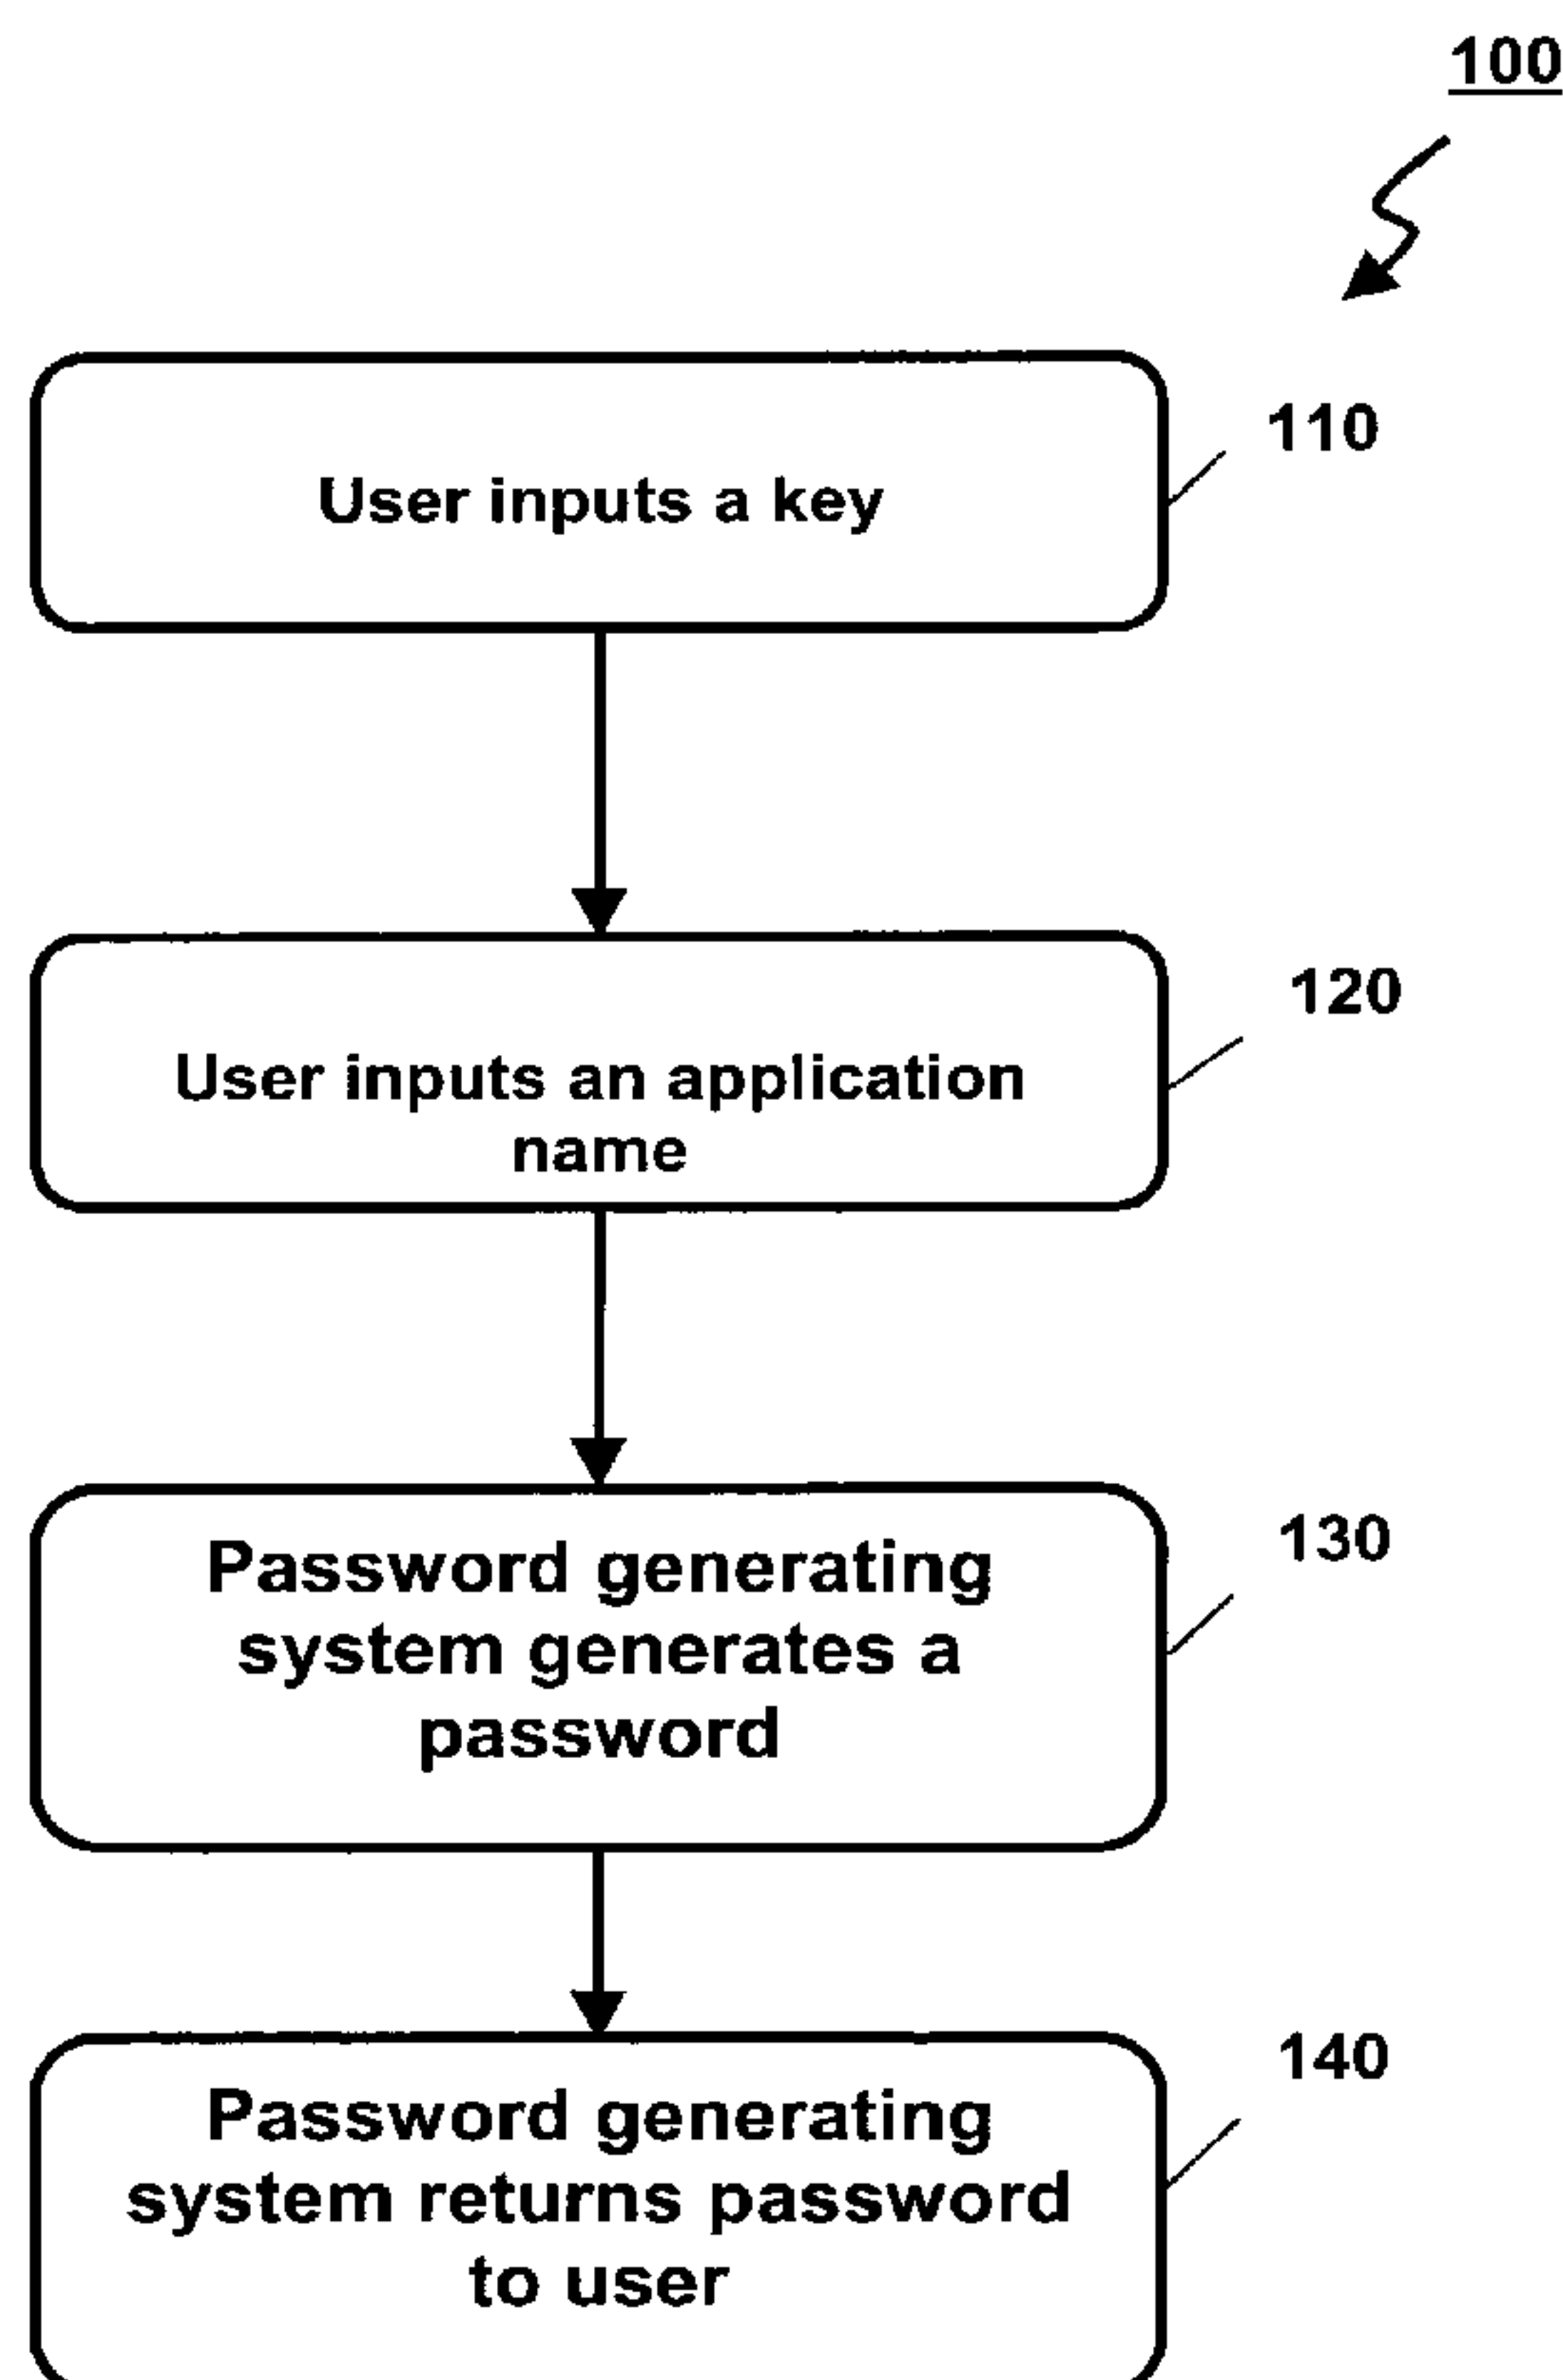 100
110
User inputs a key
120
User inputs an application
name
130
Password generating
system generates a
password
140
Password generating
system returns password
to user